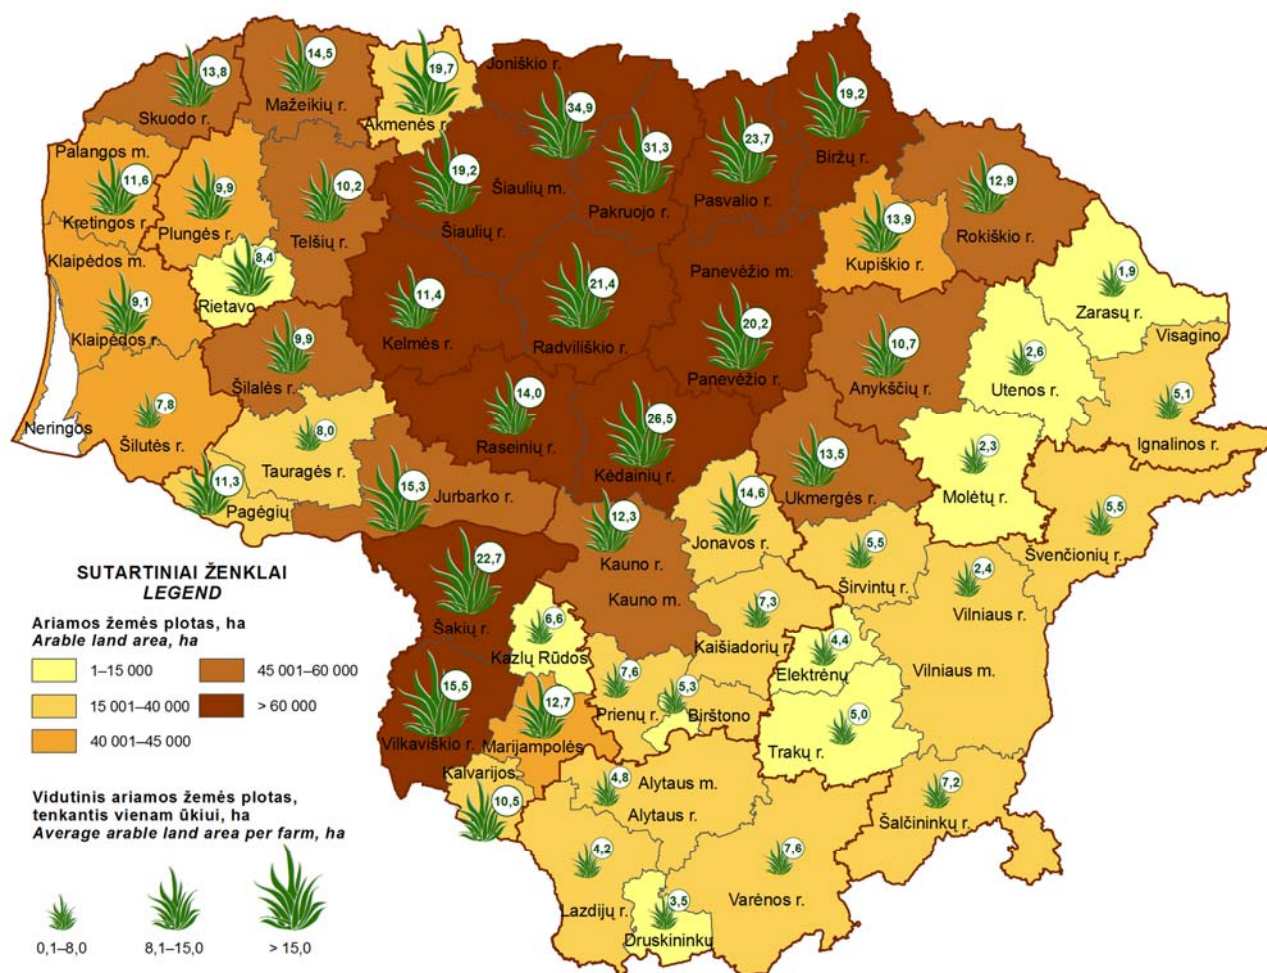 14,5
13,8
Mažeikių r.
Skuodo r.
19,7
Akmenės r.
Joniškio r.
34,9
19,2
Biržų r.
31,3
23,7
Palangos m.
11,6
Kretingos r.
9,9
Plungės r.
10,2
Telšių r.
19,2
Šiaulių m.
Šiaulių r.
Pakruojo r.
Pasvalio r.
12,9
Rokiškio r.
13,9
Kupiškio r.
Klaipėdos m.
9,1
Klaipėdos r.
8,4
Rietavo
11,4
Kelmės r.
21,4
Radviliškio r.
Panevėžio m.
20,2
Panevėžio r.
1,9
Zarasų r.
Visagino
10,7
Anykščių r.
2,6
Utenos r.
5,1
Ignalinos r.
9,9
Šilalės r.
7,8
Šilutės r.
Neringos
8,0
Tauragės r.
14,0
Raseinių r.
26,5
Kėdainių r.
13,5
Ukmergės r.
2,3
Molėtų r.
11,3
Pagėgių
15,3
Jurbarko r.
12,3
Kauno r.
Kauno m.
14,6
Jonavos r.
5,5
Širvintų r.
5,5
Švenčionių r.
2,4
Vilniaus r.
Vilniaus m.
22,7
Šakių r.
6,6
Kazlų Rūdos
7,3
Kaišiadorių r.
4,4
Elektrėnų
15,5
Vilkaviškio r.
12,7
Marijampolės
7,6
Prienų r.
5,3
Birštono
5,0
Trakų r.
Kalvarijos
10,5
4,8
Alytaus m.
Alytaus r.
7,2
Šalčininkų r.
4,2
Lazdijų r.
7,6
Varėnos r.
3,5
Druskininkų
SUTARTINIAI ŽENKLAI
LEGEND
Ariamos žemės plotas, ha
Arable land area, ha
1–15 000
15 001–40 000
40 001–45 000
45 001–60 000
> 60 000
Vidutinis ariamos žemės plotas,
tenkantis vienam ūkiui, ha
Average arable land area per farm, ha
0,1–8,0
8,1–15,0
> 15,0